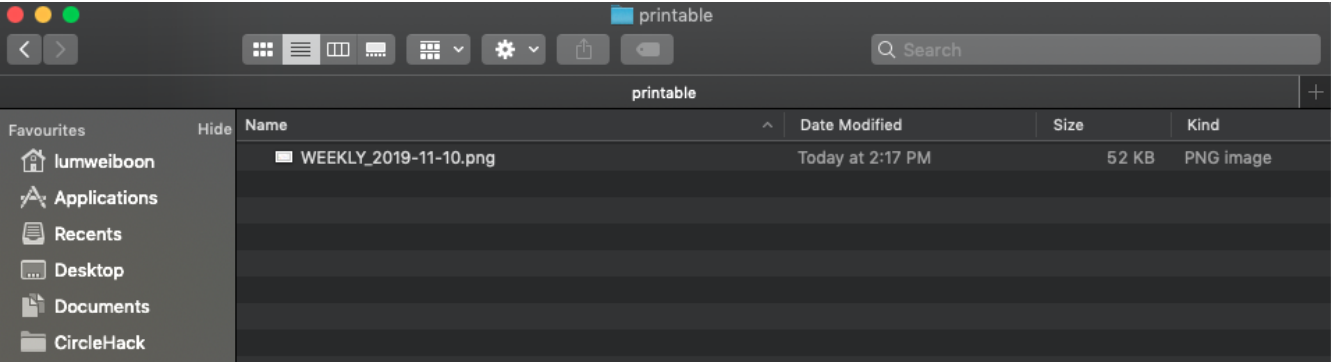 printable
Search
printable
Favourites Hide
Name Date Modified Size Kind
lumweiboon
WEEKLY_2019-11-10.png Today at 2:17 PM 52 KB PNG image
Applications
Recents
Desktop
Documents
CircleHack